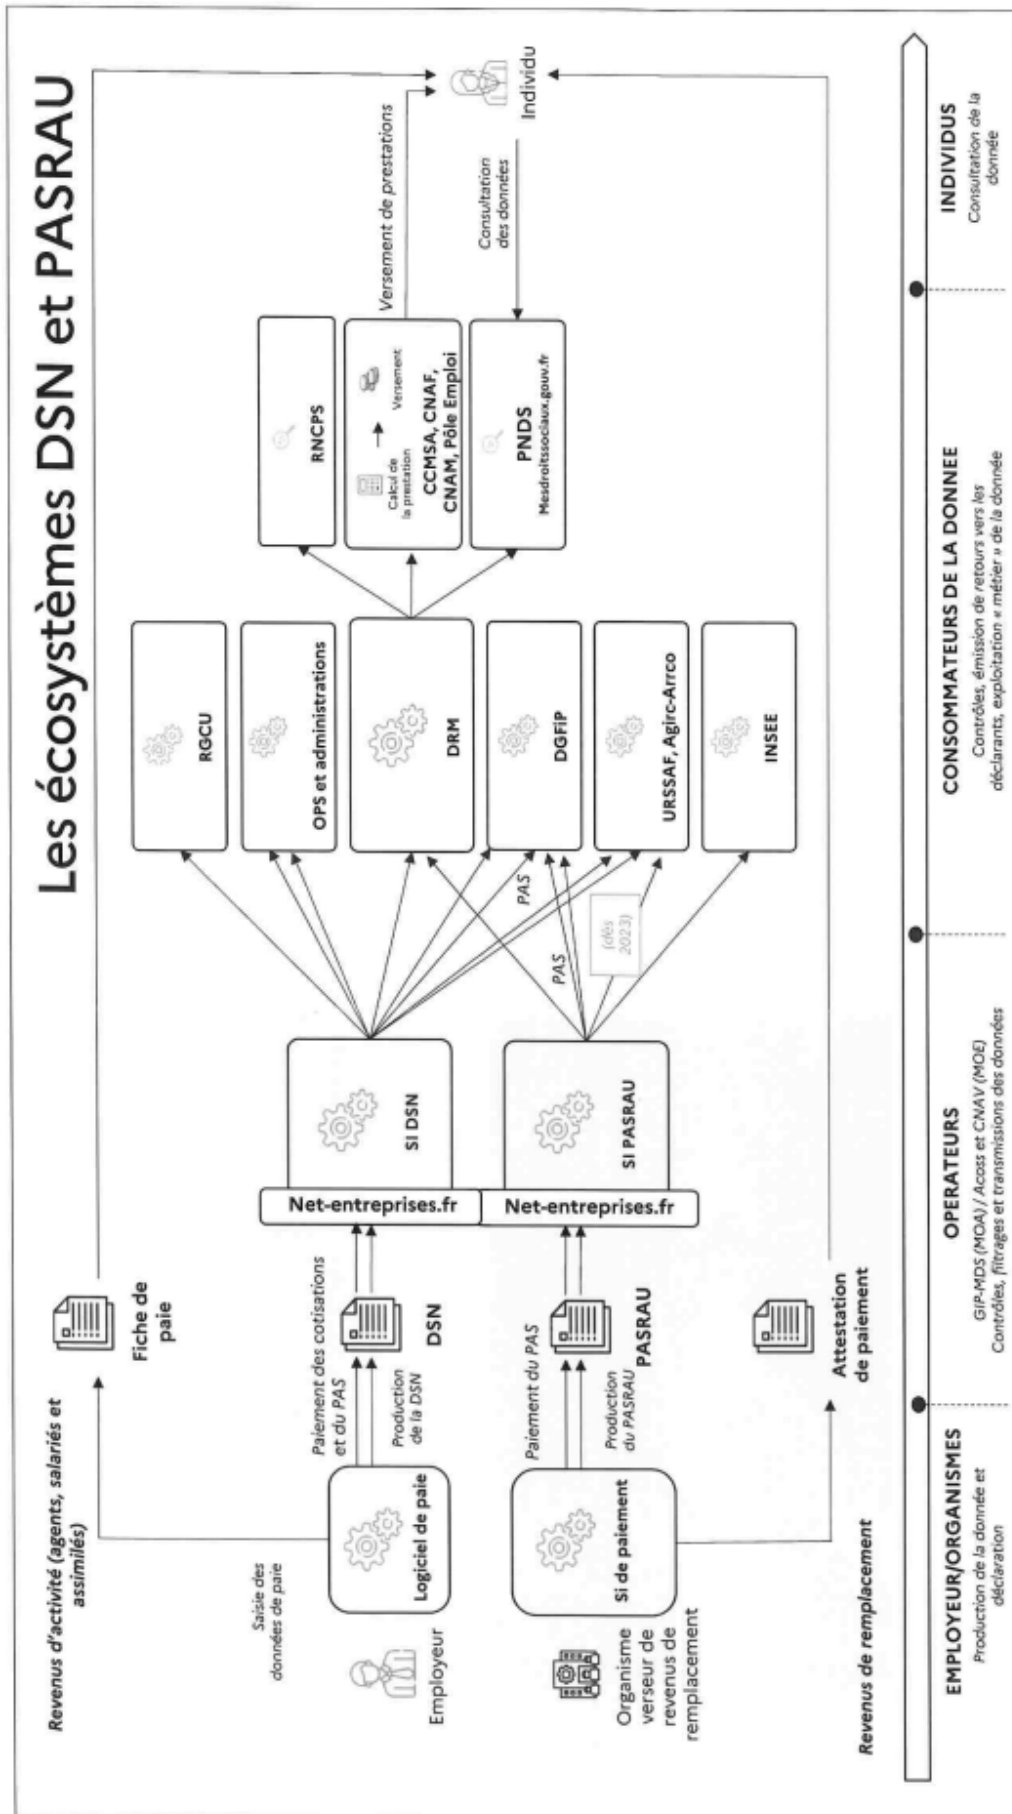 Les écosystèmes DSN et PASRAU
Revenus d'activité (agents, salariés et
assimilés)
Fiche de
paie
Saisie des
données de paie
Employeur
Logiciel de paie
Paiement des cotisations
et du PAS
Production
de la DSN
DSN
Net-entreprises.fr
SI DSN
Organisme
verseur de
revenus de
remplacement
Si de paiement
Paiement du PAS
Production
du PASRAU
PASRAU
Net-entreprises.fr
SI PASRAU
Attestation
de paiement
Revenus de remplacement
PAS
PAS
(dès
2023)
RGCU
OPS et administrations
DRM
DGFiP
URSSAF, Agirc-Arrco
INSEE
RNCPS
Calcul de
la prestation
Versement
CCMSA, CNAF,
CNAM, Pôle Emploi
PNDS
Mesdroitssociaux.gouv.fr
Versement de prestations
Consultation
des données
Individu
EMPLOYEUR/ORGANISMES
Production de la donnée et
déclaration
OPERATEURS
GIP-MDS (MOA) / Acoss et CNAV (MOE)
Contrôles, filtrages et transmissions des données
CONSOMMATEURS DE LA DONNEE
Contrôles, émission de retours vers les
déclarants, exploitation « métier » de la donnée
INDIVIDUS
Consultation de la
donnée